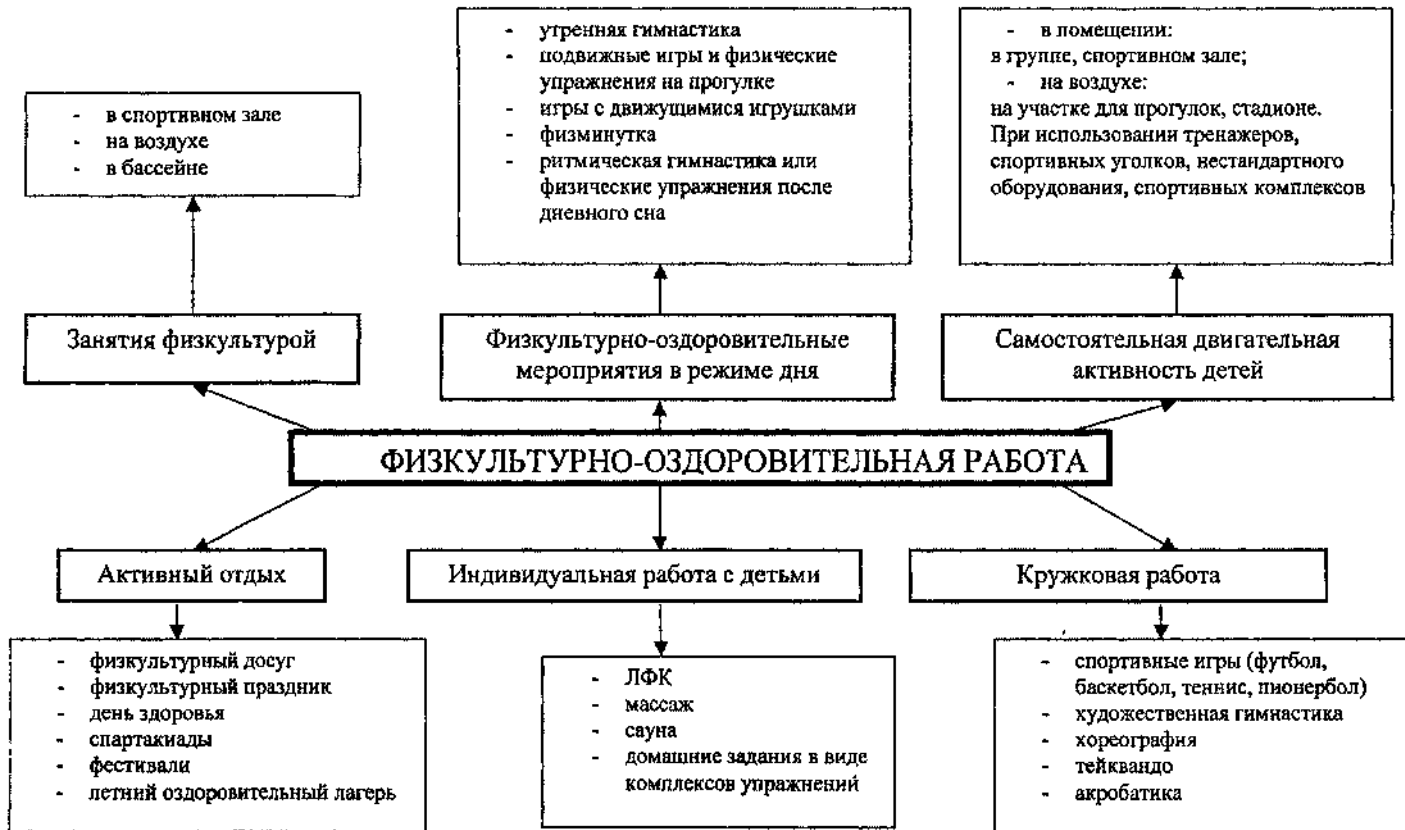 - в спортивном зале
- на воздухе
- в бассейне
- утренняя гимнастика
- подвижные игры и физические
упражнения на прогулке
- игры с движущимися игрушками
- физминутка
- ритмическая гимнастика или
физические упражнения после
дневного сна
- в помещении:
в группе, спортивном зале;
- на воздухе:
на участке для прогулок, стадионе.
При использовании тренажеров,
спортивных уголков, нестандартного
оборудования, спортивных комплексов
Занятия физкультурой
Физкультурно-оздоровительные
мероприятия в режиме дня
Самостоятельная двигательная
активность детей
ФИЗКУЛЬТУРНО-ОЗДОРОВИТЕЛЬНАЯ РАБОТА
Активный отдых
Индивидуальная работа с детьми
Кружковая работа
- физкультурный досуг
- физкультурный праздник
- день здоровья
- спартакиады
- фестивали
- летний оздоровительный лагерь
- ЛФК
- массаж
- сауна
- домашние задания в виде
комплексов упражнений
- спортивные игры (футбол,
баскетбол, теннис, пионербол)
- художественная гимнастика
- хореография
- тейквандо
- акробатика